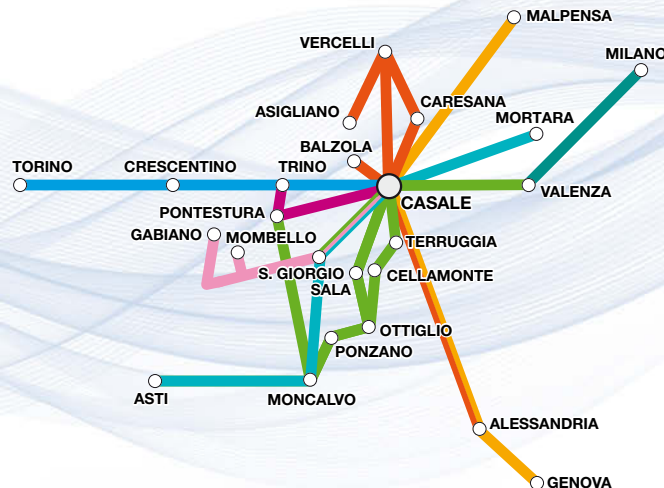 MALPENSA
VERCELLI
MILANO
ASIGLIANO
CARESANA
MORTARA
BALZOLA
TORINO
CRESCENTINO
TRINO
VALENZA
CASALE
PONTESTURA
GABIANO
MOMBELLO
TERRUGGIA
S. GIORGIO
CELLAMONTE
SALA
OTTIGLIO
PONZANO
ASTI
MONCALVO
ALESSANDRIA
GENOVA